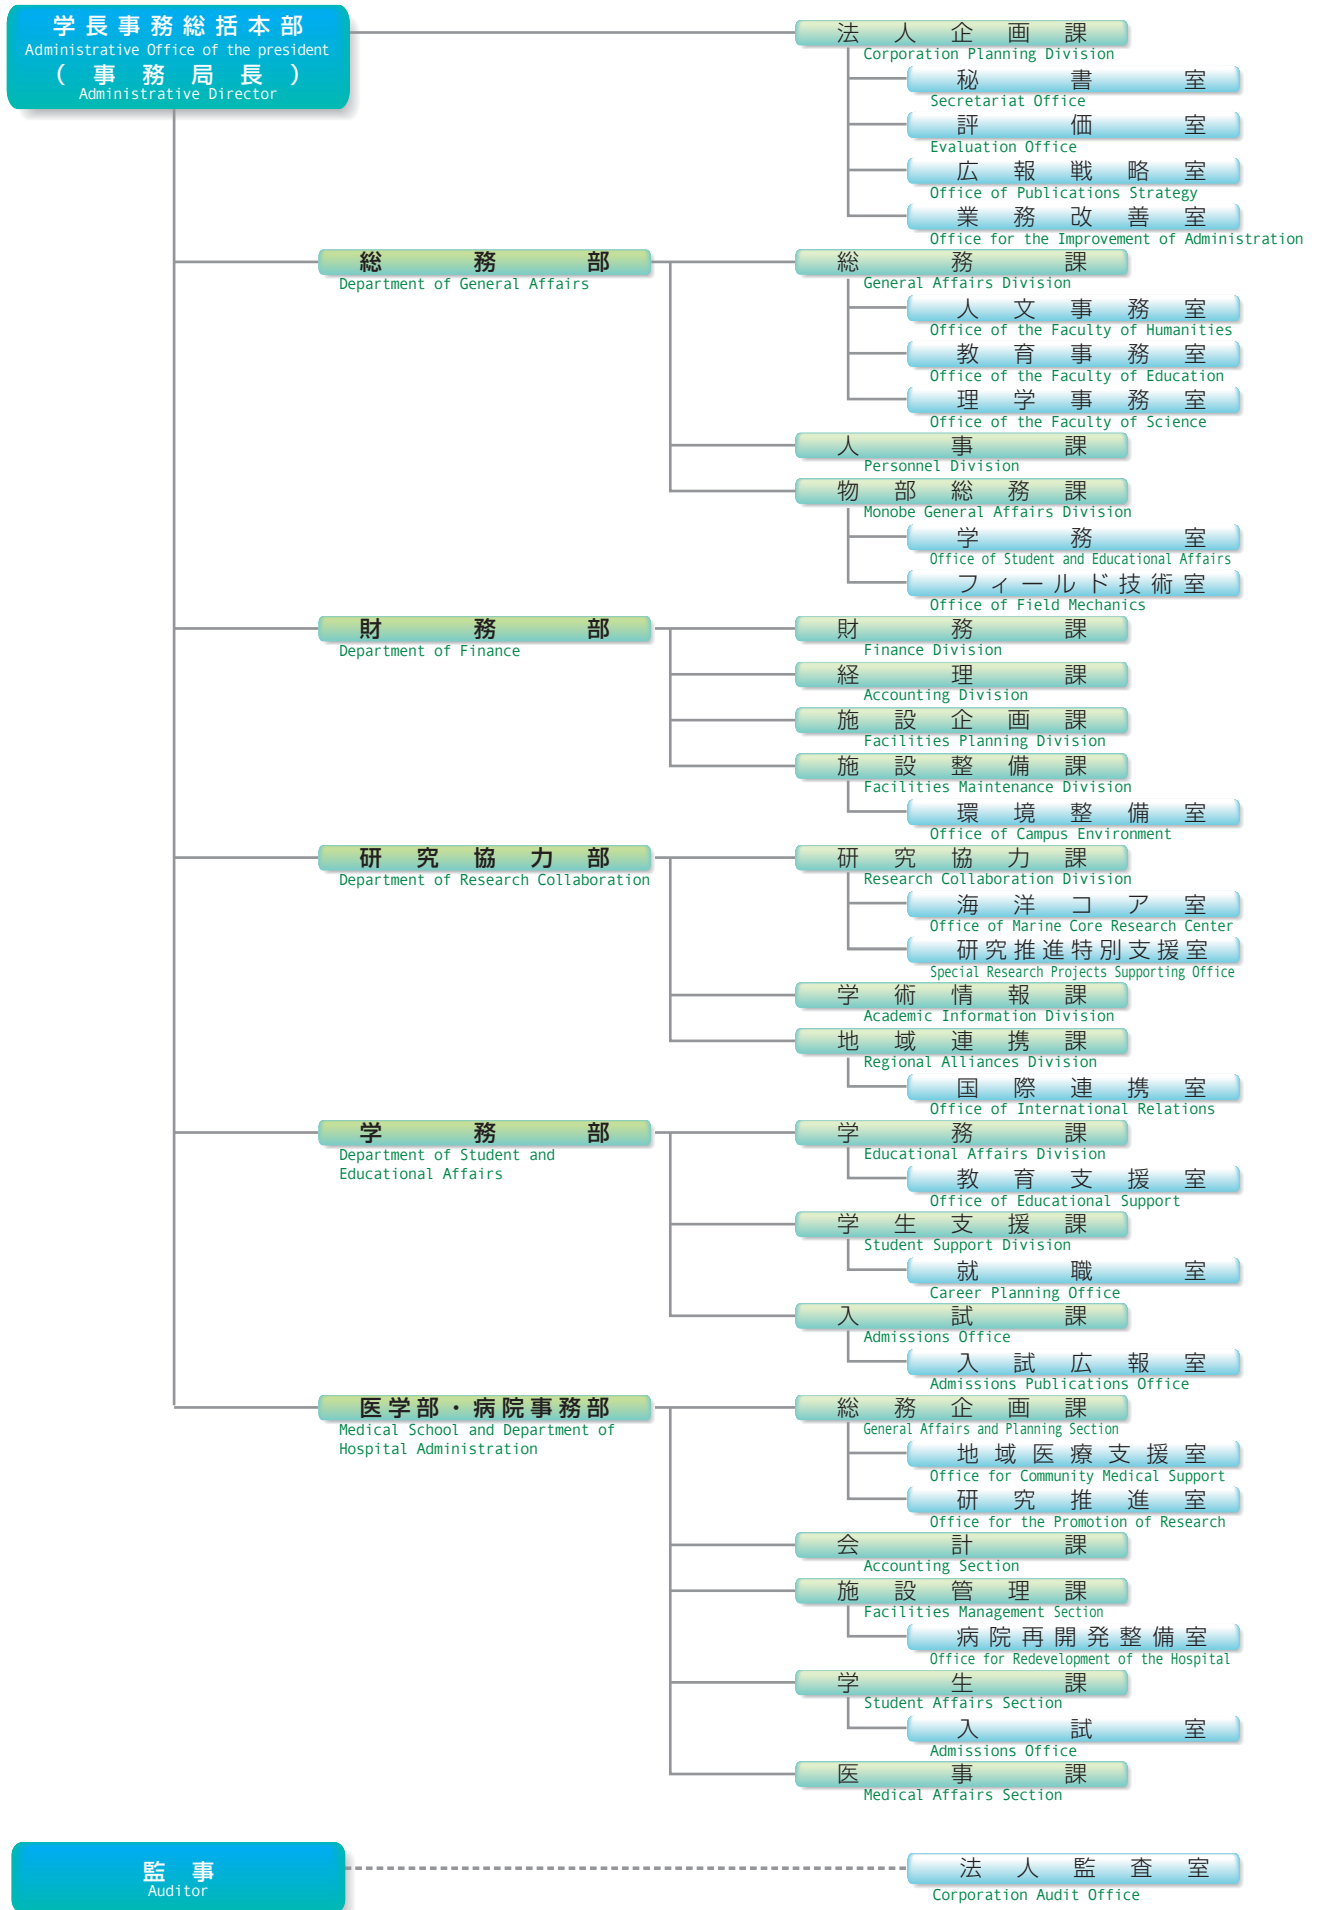 学長事務総括本部
Administrative Office of the president
（事務局長）
Administrative Director
法人企画課
Corporation Planning Division
秘書室
Secretariat Office
評価室
Evaluation Office
広報戦略室
Office of Publications Strategy
業務改善室
Office for the Improvement of Administration
総務部
Department of General Affairs
総務課
General Affairs Division
人文事務室
Office of the Faculty of Humanities
教育事務室
Office of the Faculty of Education
理学事務室
Office of the Faculty of Science
人事課
Personnel Division
物部総務課
Monobe General Affairs Division
学務室
Office of Student and Educational Affairs
フィールド技術室
Office of Field Mechanics
財務部
Department of Finance
財務課
Finance Division
経理課
Accounting Division
施設企画課
Facilities Planning Division
施設整備課
Facilities Maintenance Division
環境整備室
Office of Campus Environment
研究協力部
Department of Research Collaboration
研究協力課
Research Collaboration Division
海洋コア室
Office of Marine Core Research Center
研究推進特別支援室
Special Research Projects Supporting Office
学術情報課
Academic Information Division
地域連携課
Regional Alliances Division
国際連携室
Office of International Relations
学務部
Department of Student and
Educational Affairs
学務課
Educational Affairs Division
教育支援室
Office of Educational Support
学生支援課
Student Support Division
就職室
Career Planning Office
入試課
Admissions Office
入試広報室
Admissions Publications Office
医学部・病院事務部
Medical School and Department of
Hospital Administration
総務企画課
General Affairs and Planning Section
地域医療支援室
Office for Community Medical Support
研究推進室
Office for the Promotion of Research
会計課
Accounting Section
施設管理課
Facilities Management Section
病院再開発整備室
Office for Redevelopment of the Hospital
学生課
Student Affairs Section
入試室
Admissions Office
医事課
Medical Affairs Section
監事
Auditor
法人監査室
Corporation Audit Office